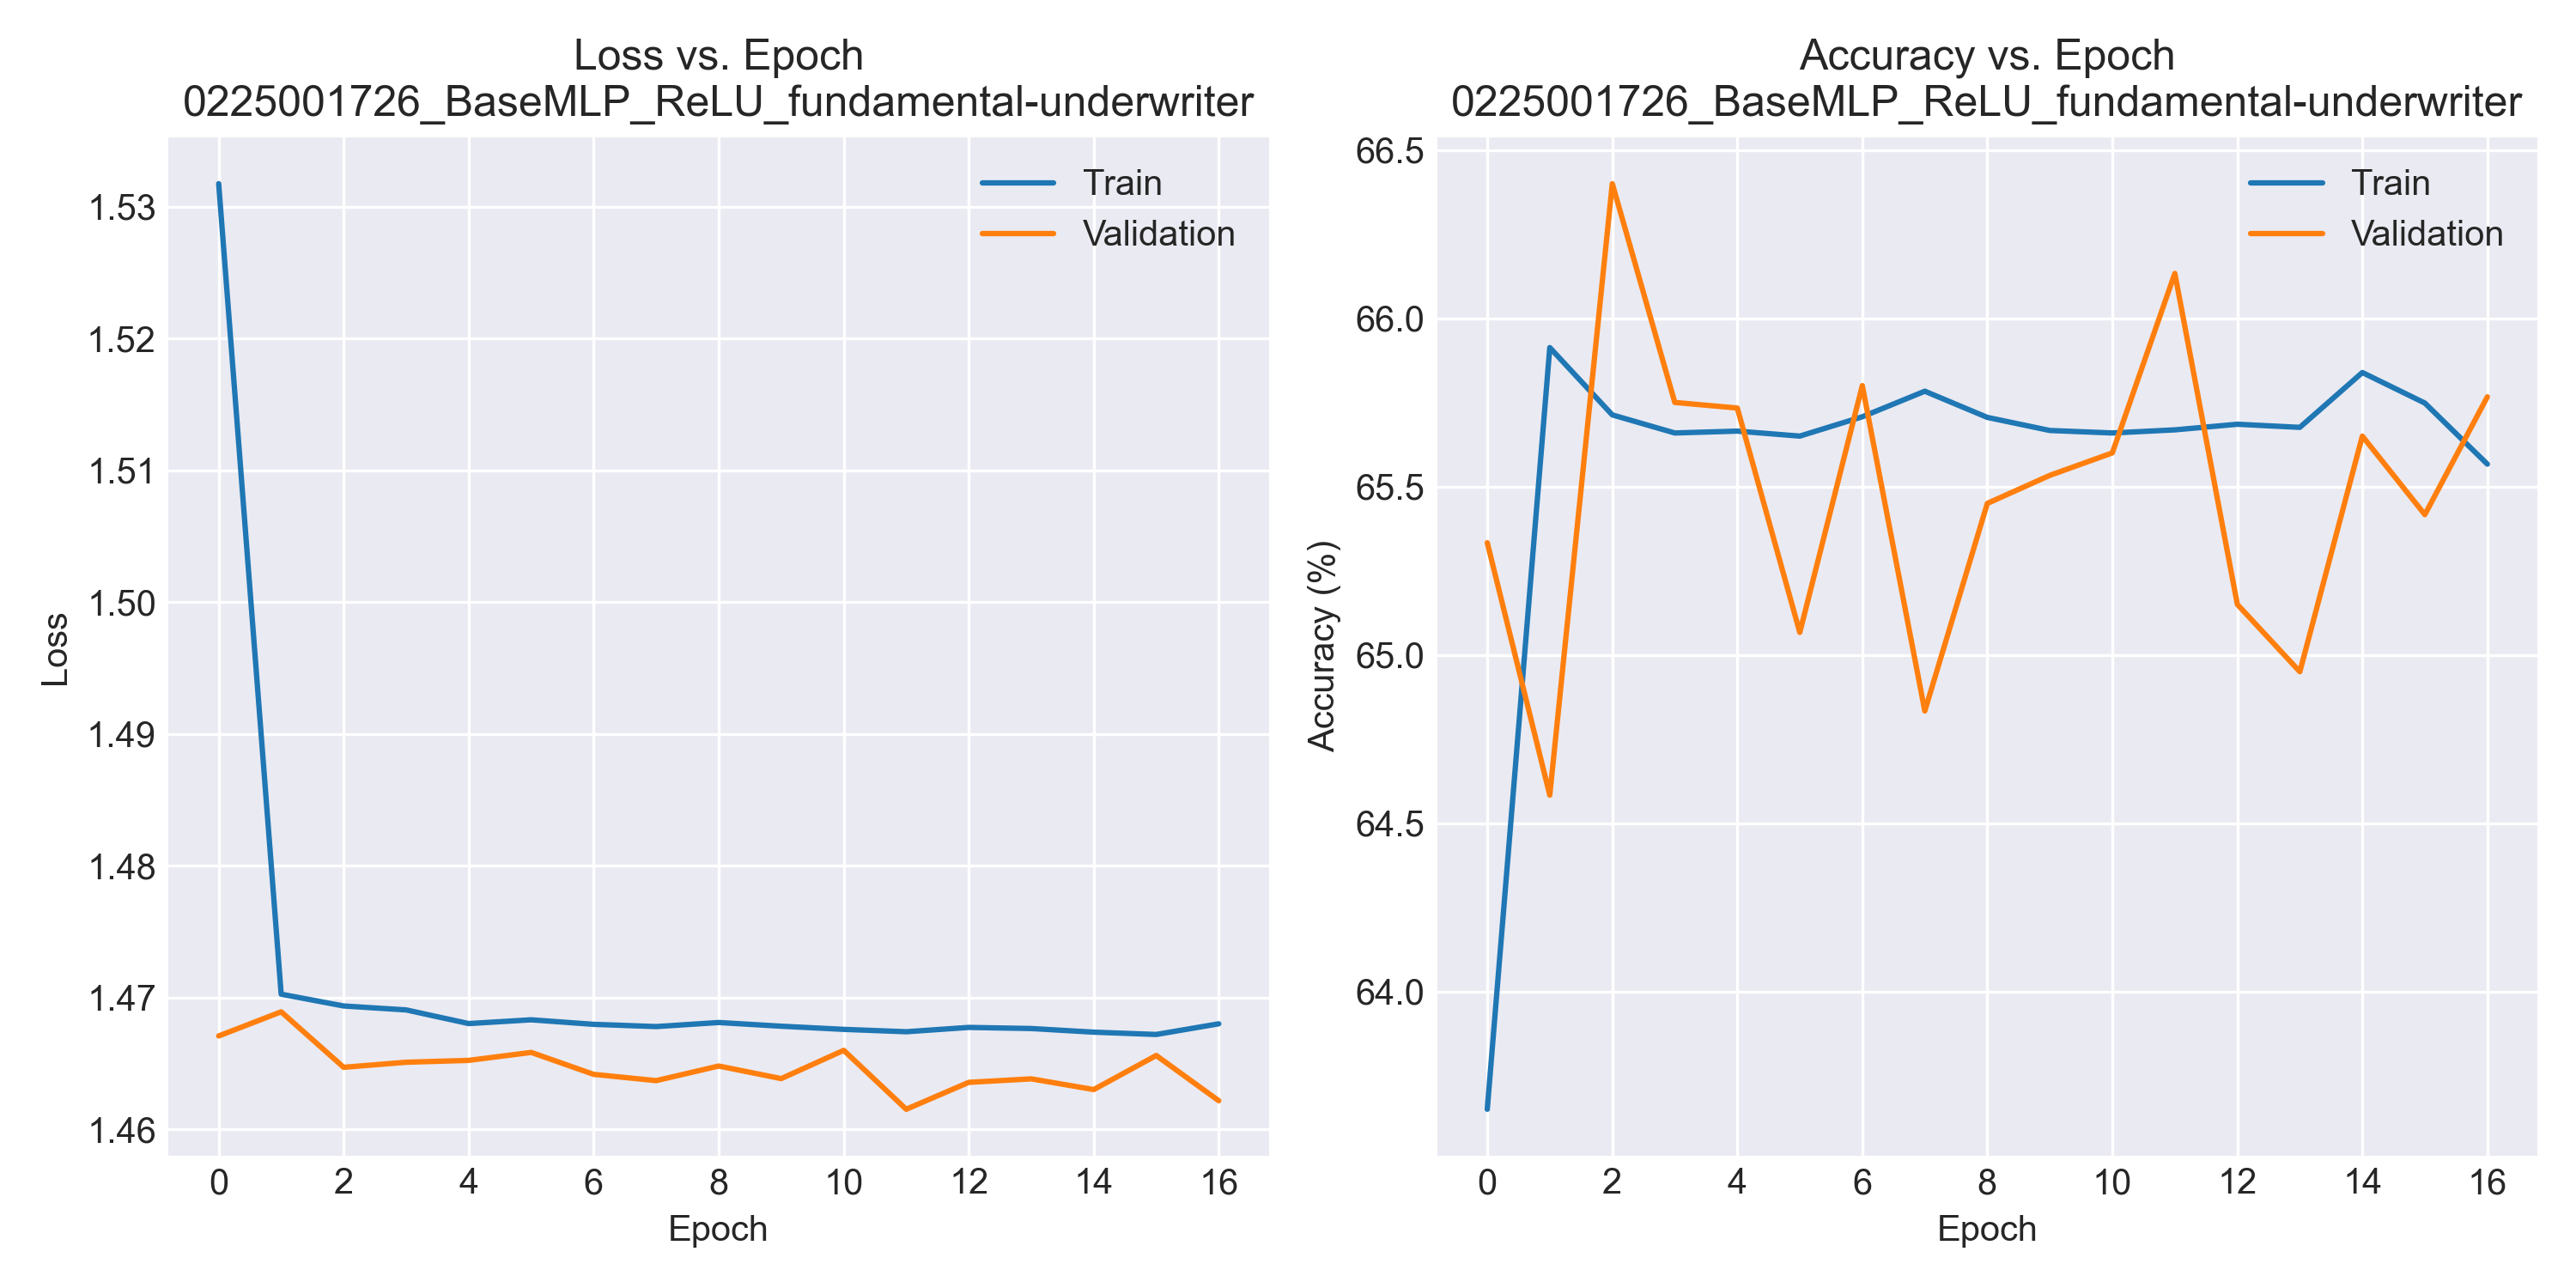 Loss vs. Epoch
0225001726_BaseMLP_ReLU_fundamental-underwriter
Train
Validation
1.53
1.52
1.51
1.50
1.49
1.48
1.47
1.46
Loss
0 2 4 6 8 10 12 14 16
Epoch
Accuracy vs. Epoch
0225001726_BaseMLP_ReLU_fundamental-underwriter
Train
Validation
66.5
66.0
65.5
65.0
64.5
64.0
Accuracy (%)
0 2 4 6 8 10 12 14 16
Epoch